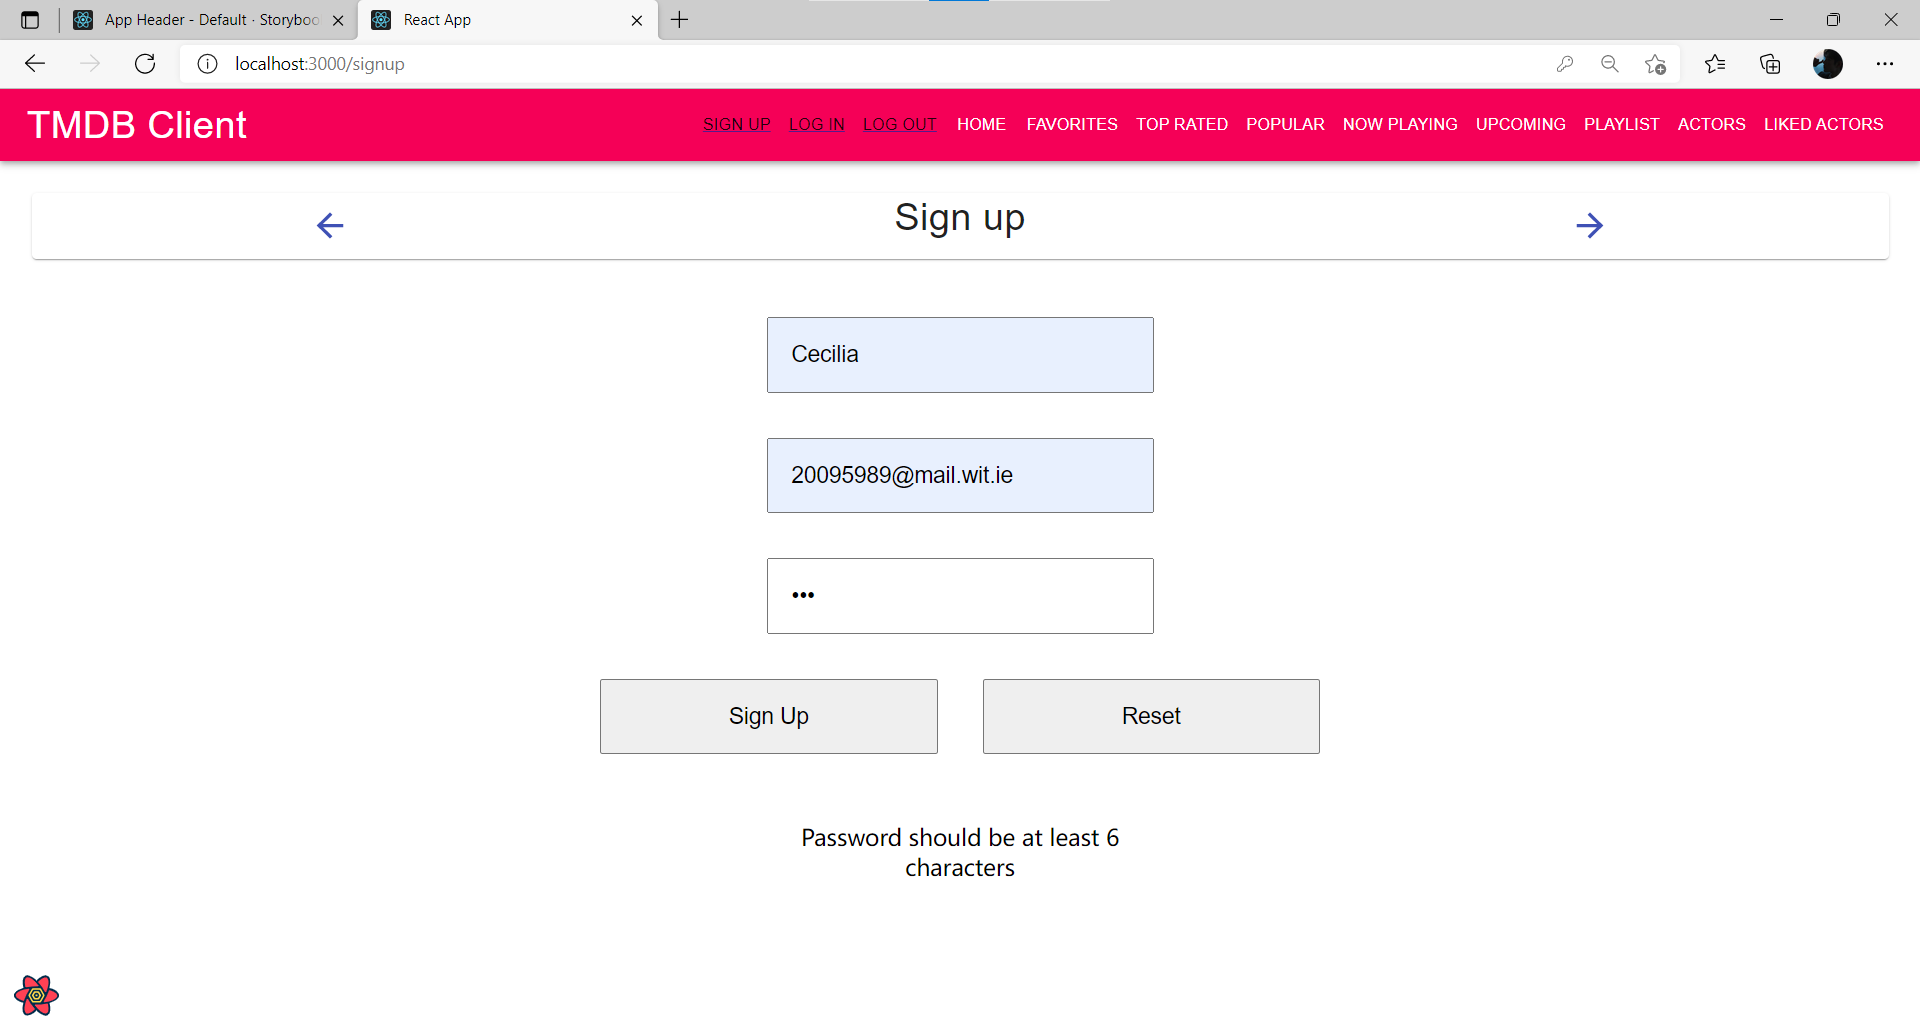 App Header - Default · Storyboo
React App
localhost:3000/signup
TMDB Client
SIGN UP LOG IN LOG OUT HOME FAVORITES TOP RATED POPULAR NOW PLAYING UPCOMING PLAYLIST ACTORS LIKED ACTORS
Sign up
Cecilia
20095989@mail.wit.ie
•••
Sign Up
Reset
Password should be at least 6
characters